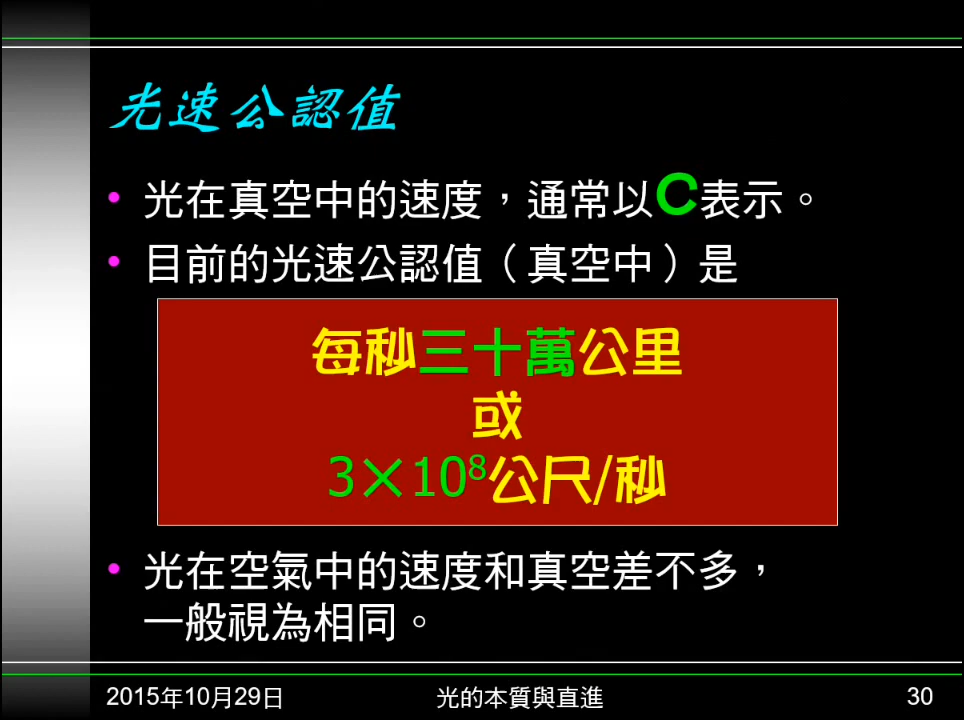 光速公認值
• 光在真空中的速度，通常以C表示。
• 目前的光速公認值（真空中）是
每秒三十萬公里
或
3×10⁸公尺/秒
• 光在空氣中的速度和真空差不多，
一般視為相同。
2015年10月29日 光的本質與直進 30